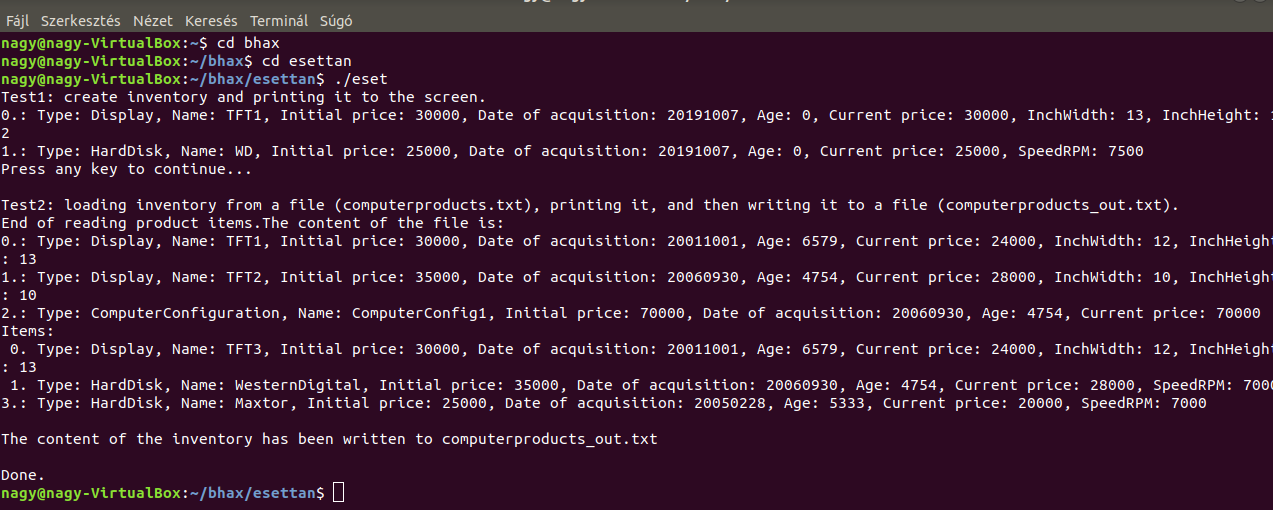 Fájl Szerkesztés Nézet Keresés Terminál Súgó
nagy@nagy-VirtualBox:~$ cd bhax
nagy@nagy-VirtualBox:~/bhax$ cd esettan
nagy@nagy-VirtualBox:~/bhax/esettan$ ./eset
Test1: create inventory and printing it to the screen.
0.: Type: Display, Name: TFT1, Initial price: 30000, Date of acquisition: 20191007, Age: 0, Current price: 30000, InchWidth: 13, InchHeight: 1
2
1.: Type: HardDisk, Name: WD, Initial price: 25000, Date of acquisition: 20191007, Age: 0, Current price: 25000, SpeedRPM: 7500
Press any key to continue...
Test2: loading inventory from a file (computerproducts.txt), printing it, and then writing it to a file (computerproducts_out.txt).
End of reading product items.The content of the file is:
0.: Type: Display, Name: TFT1, Initial price: 30000, Date of acquisition: 20011001, Age: 6579, Current price: 24000, InchWidth: 12, InchHeight
: 13
1.: Type: Display, Name: TFT2, Initial price: 35000, Date of acquisition: 20060930, Age: 4754, Current price: 28000, InchWidth: 10, InchHeight
: 10
2.: Type: ComputerConfiguration, Name: ComputerConfig1, Initial price: 70000, Date of acquisition: 20060930, Age: 4754, Current price: 70000
Items:
 0. Type: Display, Name: TFT3, Initial price: 30000, Date of acquisition: 20011001, Age: 6579, Current price: 24000, InchWidth: 12, InchHeight
: 13
 1. Type: HardDisk, Name: WesternDigital, Initial price: 35000, Date of acquisition: 20060930, Age: 4754, Current price: 28000, SpeedRPM: 7000
3.: Type: HardDisk, Name: Maxtor, Initial price: 25000, Date of acquisition: 20050228, Age: 5333, Current price: 20000, SpeedRPM: 7000
The content of the inventory has been written to computerproducts_out.txt
Done.
nagy@nagy-VirtualBox:~/bhax/esettan$